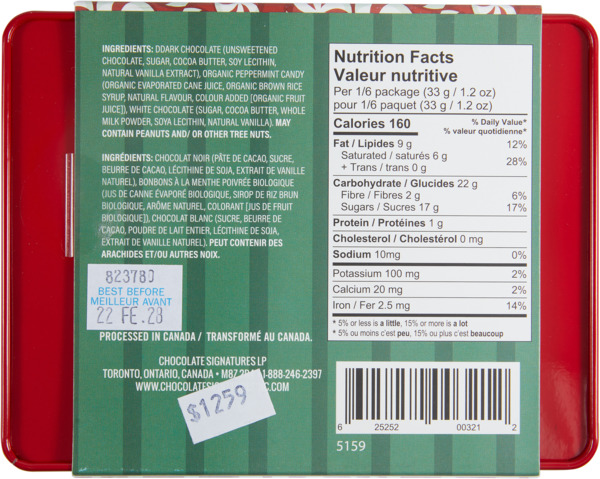 INGREDIENTS: DDARK CHOCOLATE (UNSWEETENED
CHOCOLATE, SUGAR, COCOA BUTTER, SOY LECITHIN,
NATURAL VANILLA EXTRACT), ORGANIC PEPPERMINT CANDY
(ORGANIC EVAPORATED CANE JUICE, ORGANIC BROWN RICE
SYRUP, NATURAL FLAVOUR, COLOUR ADDED [ORGANIC FRUIT
JUICE]), WHITE CHOCOLATE (SUGAR, COCOA BUTTER, WHOLE
MILK POWDER, SOYA LECITHIN, NATURAL VANILLA). MAY
CONTAIN PEANUTS AND/ OR OTHER TREE NUTS.
INGRÉDIENTS: CHOCOLAT NOIR (PÂTE DE CACAO, SUCRE,
BEURRE DE CACAO, LÉCITHINE DE SOJA, EXTRAIT DE VANILLE
NATUREL), BONBONS À LA MENTHE POIVRÉE BIOLOGIQUE
(JUS DE CANNE ÉVAPORÉ BIOLOGIQUE, SIROP DE RIZ BRUN
BIOLOGIQUE, ARÔME NATUREL, COLORANT [JUS DE FRUIT
BIOLOGIQUE]), CHOCOLAT BLANC (SUCRE, BEURRE DE
CACAO, POUDRE DE LAIT ENTIER, LÉCITHINE DE SOJA,
EXTRAIT DE VANILLE NATUREL). PEUT CONTENIR DES
ARACHIDES ET/OU AUTRES NOIX.
823780
BEST BEFORE
MEILLEUR AVANT
22 FE.28
PROCESSED IN CANADA / TRANSFORMÉ AU CANADA.
CHOCOLATE SIGNATURES LP
TORONTO, ONTARIO, CANADA • M8Z 1-888-246-2397
WWW.CHOCOLATESI C.COM
$1259
Nutrition Facts
Valeur nutritive
Per 1/6 package (33 g / 1.2 oz)
pour 1/6 paquet (33 g / 1.2 oz)
Calories 160 % Daily Value*
% valeur quotidienne*
Fat / Lipides 9 g 12%
Saturated / saturés 6 g
+ Trans / trans 0 g 28%
Carbohydrate / Glucides 22 g
Fibre / Fibres 2 g 6%
Sugars / Sucres 17 g 17%
Protein / Protéines 1 g
Cholesterol / Cholestérol 0 mg
Sodium 10mg 0%
Potassium 100 mg 2%
Calcium 20 mg 2%
Iron / Fer 2.5 mg 14%
* 5% or less is a little, 15% or more is a lot
* 5% ou moins c'est peu, 15% ou plus c'est beaucoup
6 25252 00321 2
5159